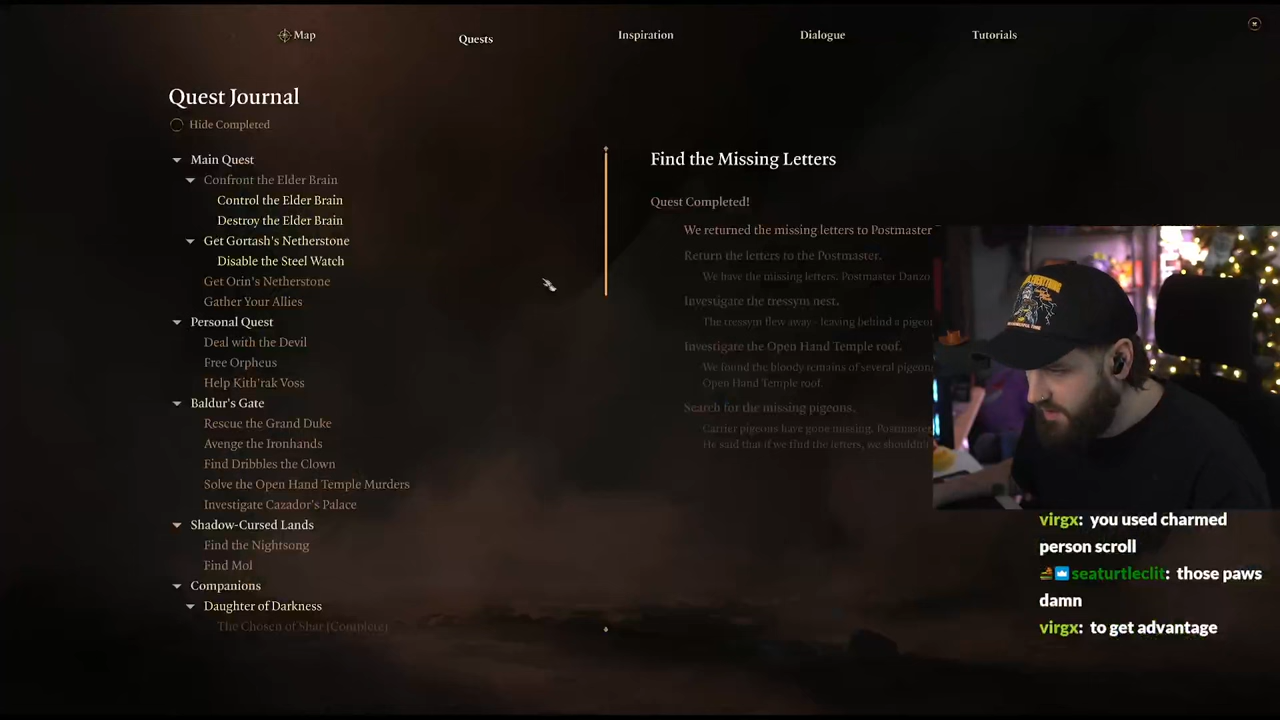 Map
Quests
Inspiration
Dialogue
Tutorials
Quest Journal
Hide Completed
Main Quest
Confront the Elder Brain
Control the Elder Brain
Destroy the Elder Brain
Get Gortash's Netherstone
Disable the Steel Watch
Get Orin's Netherstone
Gather Your Allies
Personal Quest
Deal with the Devil
Free Orpheus
Help Kith'rak Voss
Baldur's Gate
Rescue the Grand Duke
Avenge the Ironhands
Find Dribbles the Clown
Solve the Open Hand Temple Murders
Investigate Cazador's Palace
Shadow-Cursed Lands
Find the Nightsong
Find Mol
Companions
Daughter of Darkness
The Chosen of Shar (Complete)
Find the Missing Letters
Quest Completed!
We returned the missing letters to Postmaster
Return the letters to the Postmaster.
We have the missing letters. Postmaster Danzo
Investigate the tressym nest.
The tressym flew away - leaving behind a pigeon
Investigate the Open Hand Temple roof.
We found the bloody remains of several pigeons
Open Hand Temple roof.
Search for the missing pigeons.
Carrier pigeons have gone missing. Postmaster
He said that if we find the letters, we shouldn't
virgx: you used charmed
person scroll
seaturtleclit: those paws
damn
virgx: to get advantage